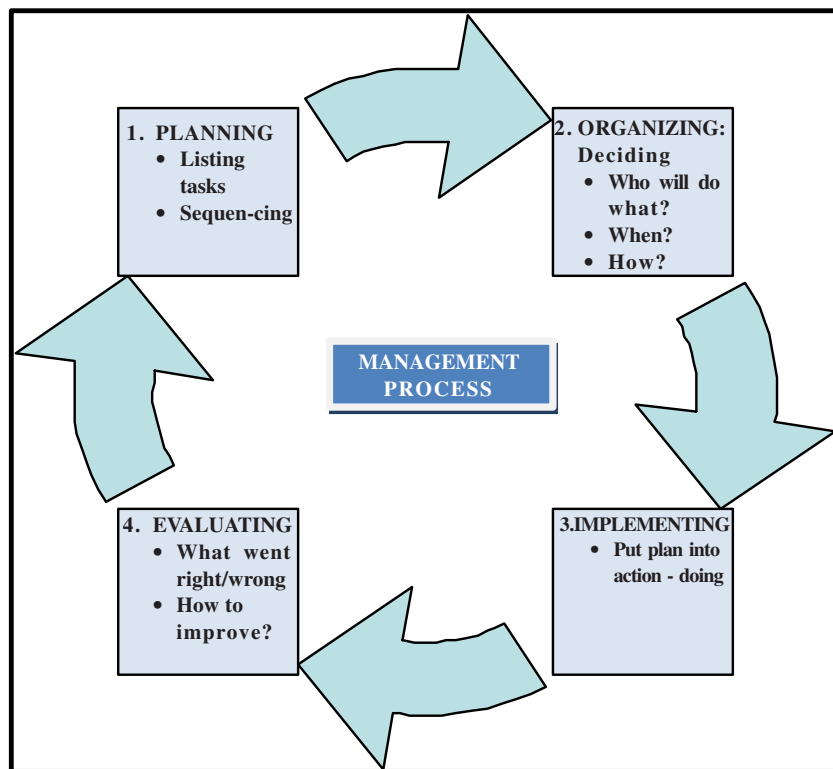 1. PLANNING
• Listing
tasks
• Sequen-cing
2. ORGANIZING:
Deciding
• Who will do
what?
• When?
• How?
MANAGEMENT
PROCESS
3.IMPLEMENTING
• Put plan into
action - doing
4. EVALUATING
• What went
right/wrong
• How to
improve?